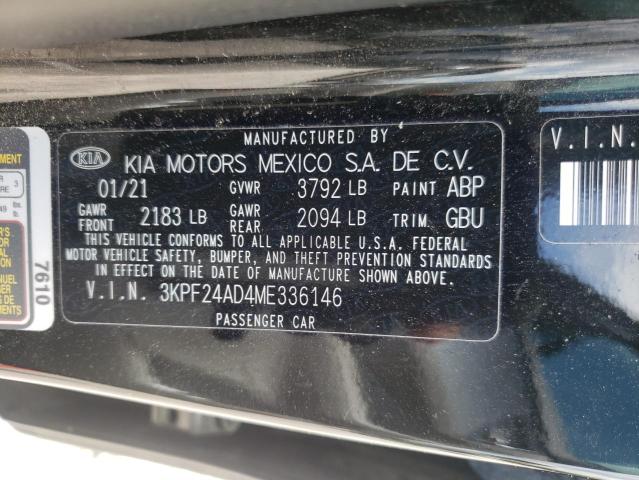 MANUFACTURED BY
KIA KIA MOTORS MEXICO S.A. DE C.V.
01/21 GVWR 3792 LB PAINT ABP
GAWR FRONT 2183 LB GAWR REAR 2094 LB TRIM GBU
THIS VEHICLE CONFORMS TO ALL APPLICABLE U.S.A. FEDERAL
MOTOR VEHICLE SAFETY, BUMPER, AND THEFT PREVENTION STANDARDS
IN EFFECT ON THE DATE OF MANUFACTURE SHOWN ABOVE.
V.I.N. 3KPF24AD4ME336146
PASSENGER CAR
7610
V.I.N.